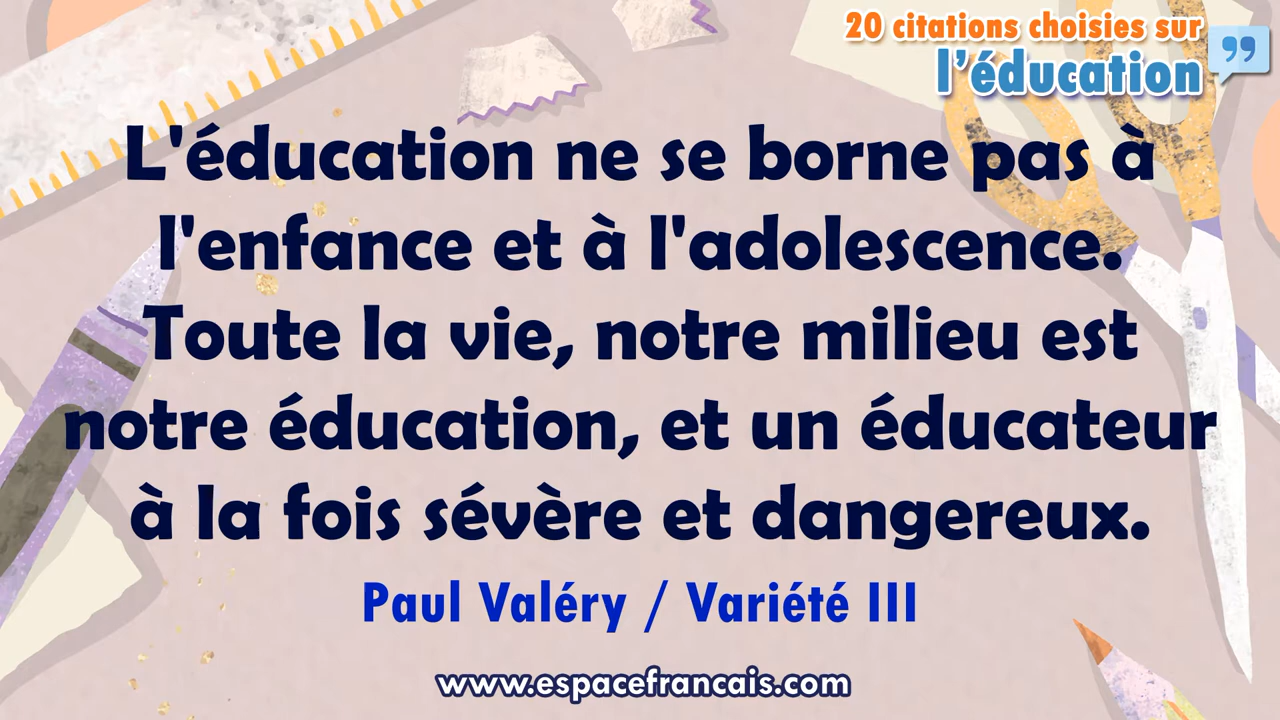 20 citations choisies sur
l'éducation
L'éducation ne se borne pas à
l'enfance et à l'adolescence.
Toute la vie, notre milieu est
notre éducation, et un éducateur
à la fois sévère et dangereux.
Paul Valéry / Variété III
www.espacefrancais.com